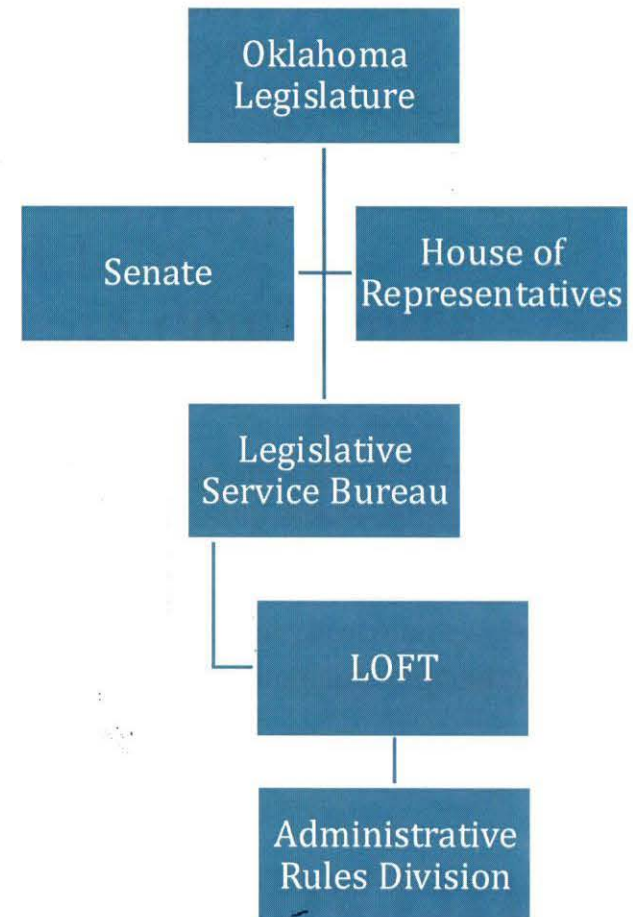 Oklahoma
Legislature
Senate
House of
Representatives
Legislative
Service Bureau
LOFT
Administrative
Rules Division